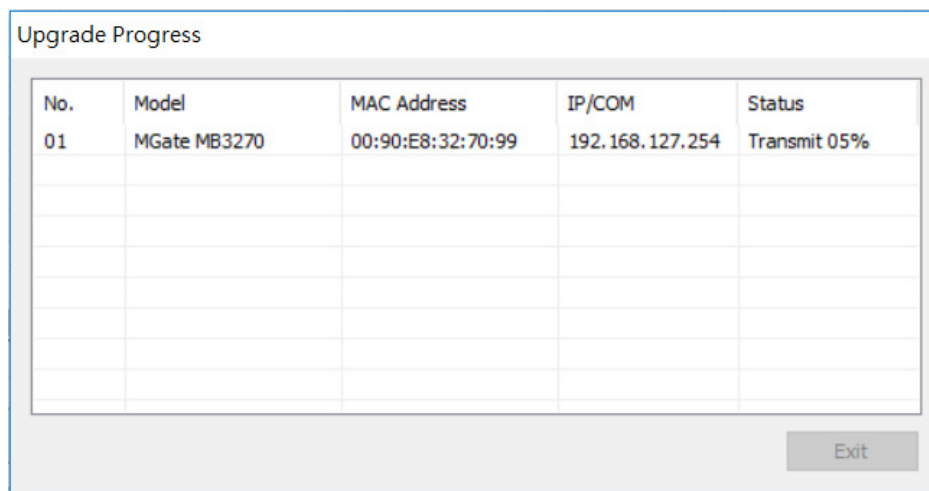 Upgrade Progress
No. Model MAC Address IP/COM Status
01 MGate MB3270 00:90:E8:32:70:99 192.168.127.254 Transmit 05%
Exit